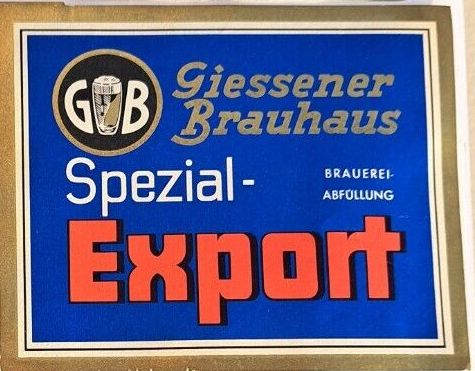 GB
Giessener
Brauhaus
Spezial-
BRAUEREI-
ABFÜLLUNG
Export